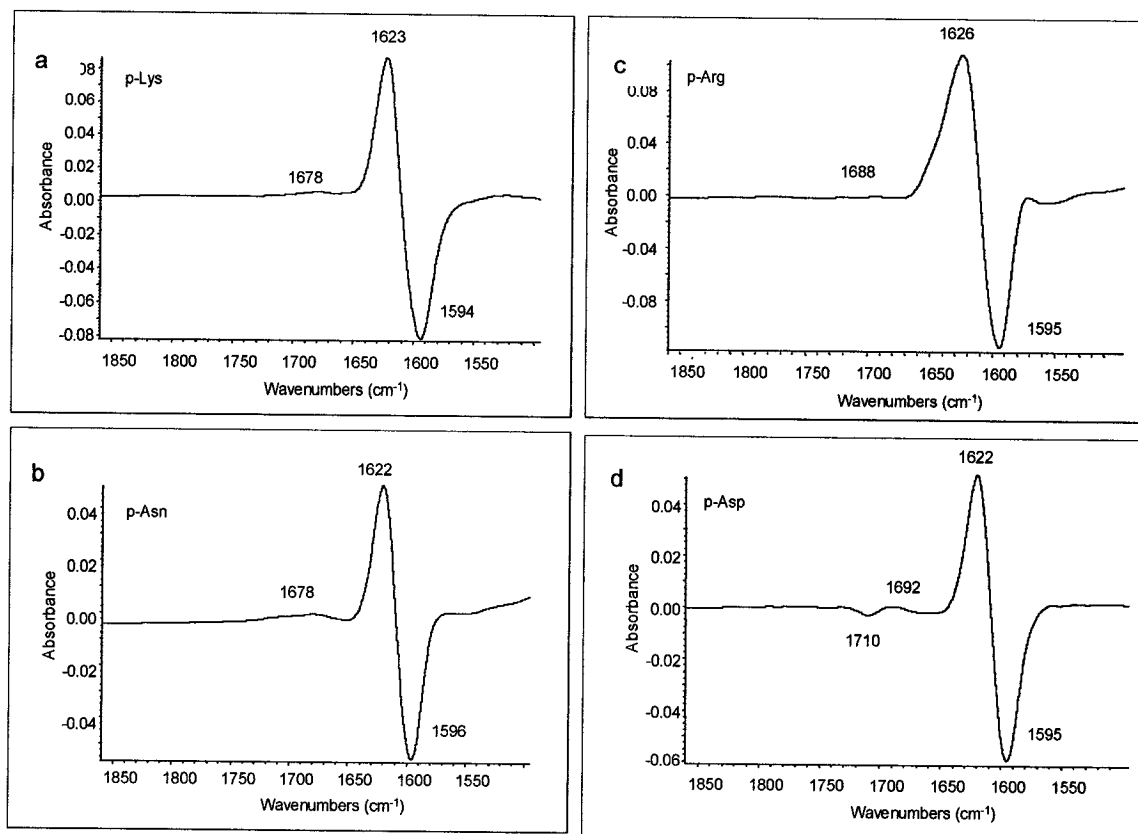 a
p-Lys
1623
1678
1594
0.08
0.06
0.04
0.02
0.00
-0.02
-0.04
-0.06
-0.08
Absorbance
1850 1800 1750 1700 1650 1600 1550
Wavenumbers (cm-1)
c
p-Arg
1626
1688
1595
0.08
0.04
0.00
-0.04
-0.08
Absorbance
1850 1800 1750 1700 1650 1600 1550
Wavenumbers (cm-1)
b
p-Asn
1622
1678
1596
0.04
0.02
0.00
-0.02
-0.04
Absorbance
1850 1800 1750 1700 1650 1600 1550
Wavenumbers (cm-1)
d
p-Asp
1622
1692
1710
1595
0.04
0.02
0.00
-0.02
-0.04
-0.06
Absorbance
1850 1800 1750 1700 1650 1600 1550
Wavenumbers (cm-1)